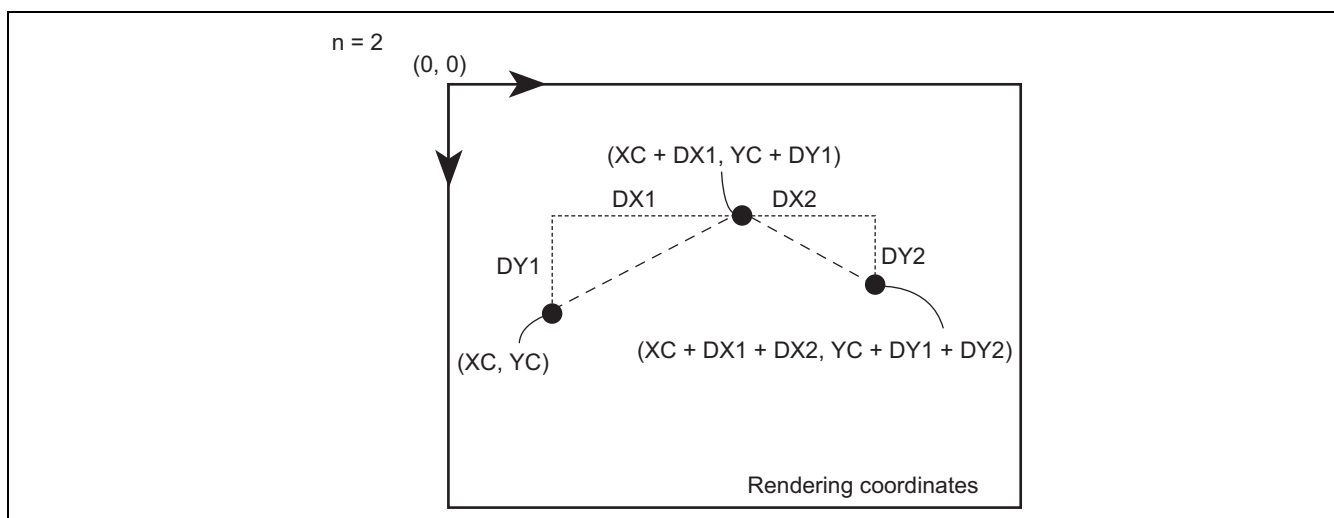 n = 2
(0, 0)
(XC + DX1, YC + DY1)
DX1
DX2
DY1
DY2
(XC, YC)
(XC + DX1 + DX2, YC + DY1 + DY2)
Rendering coordinates